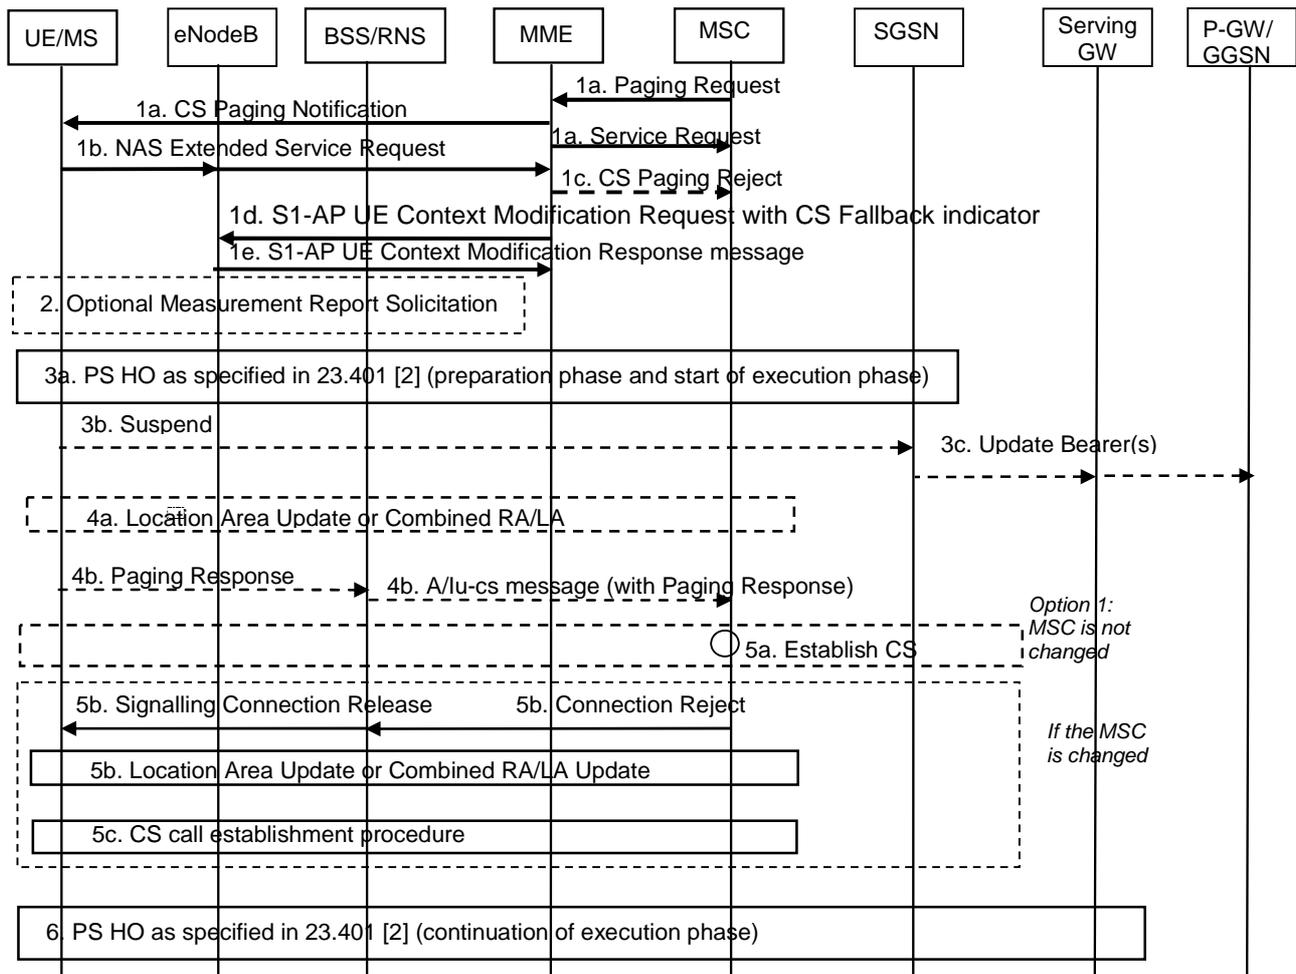 UE/MS
eNodeB
BSS/RNS
MME
MSC
SGSN
Serving
GW
P-GW/
GGSN
1a. Paging Request
1a. CS Paging Notification
1a. Service Request
1b. NAS Extended Service Request
1c. CS Paging Reject
1d. S1-AP UE Context Modification Request with CS Fallback indicator
1e. S1-AP UE Context Modification Response message
2. Optional Measurement Report Solicitation
3a. PS HO as specified in 23.401 [2] (preparation phase and start of execution phase)
3b. Suspend
3c. Update Bearer(s)
4a. Location Area Update or Combined RA/LA
4b. Paging Response
4b. A/Iu-cs message (with Paging Response)
Option 1:
MSC is not
changed
5a. Establish CS
5b. Signalling Connection Release
5b. Connection Reject
If the MSC
is changed
5b. Location Area Update or Combined RA/LA Update
5c. CS call establishment procedure
6. PS HO as specified in 23.401 [2] (continuation of execution phase)